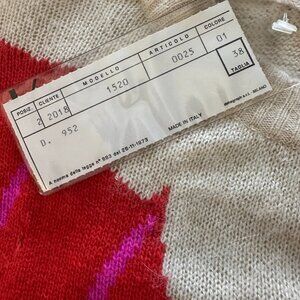 POSIZ. CLIENTE MODELLO ARTICOLO COLORE
2 2018 1520 0025 01
D. 952 38
TAGLIA
A norma della legge n° 883 del 26-11-1973 MADE IN ITALY